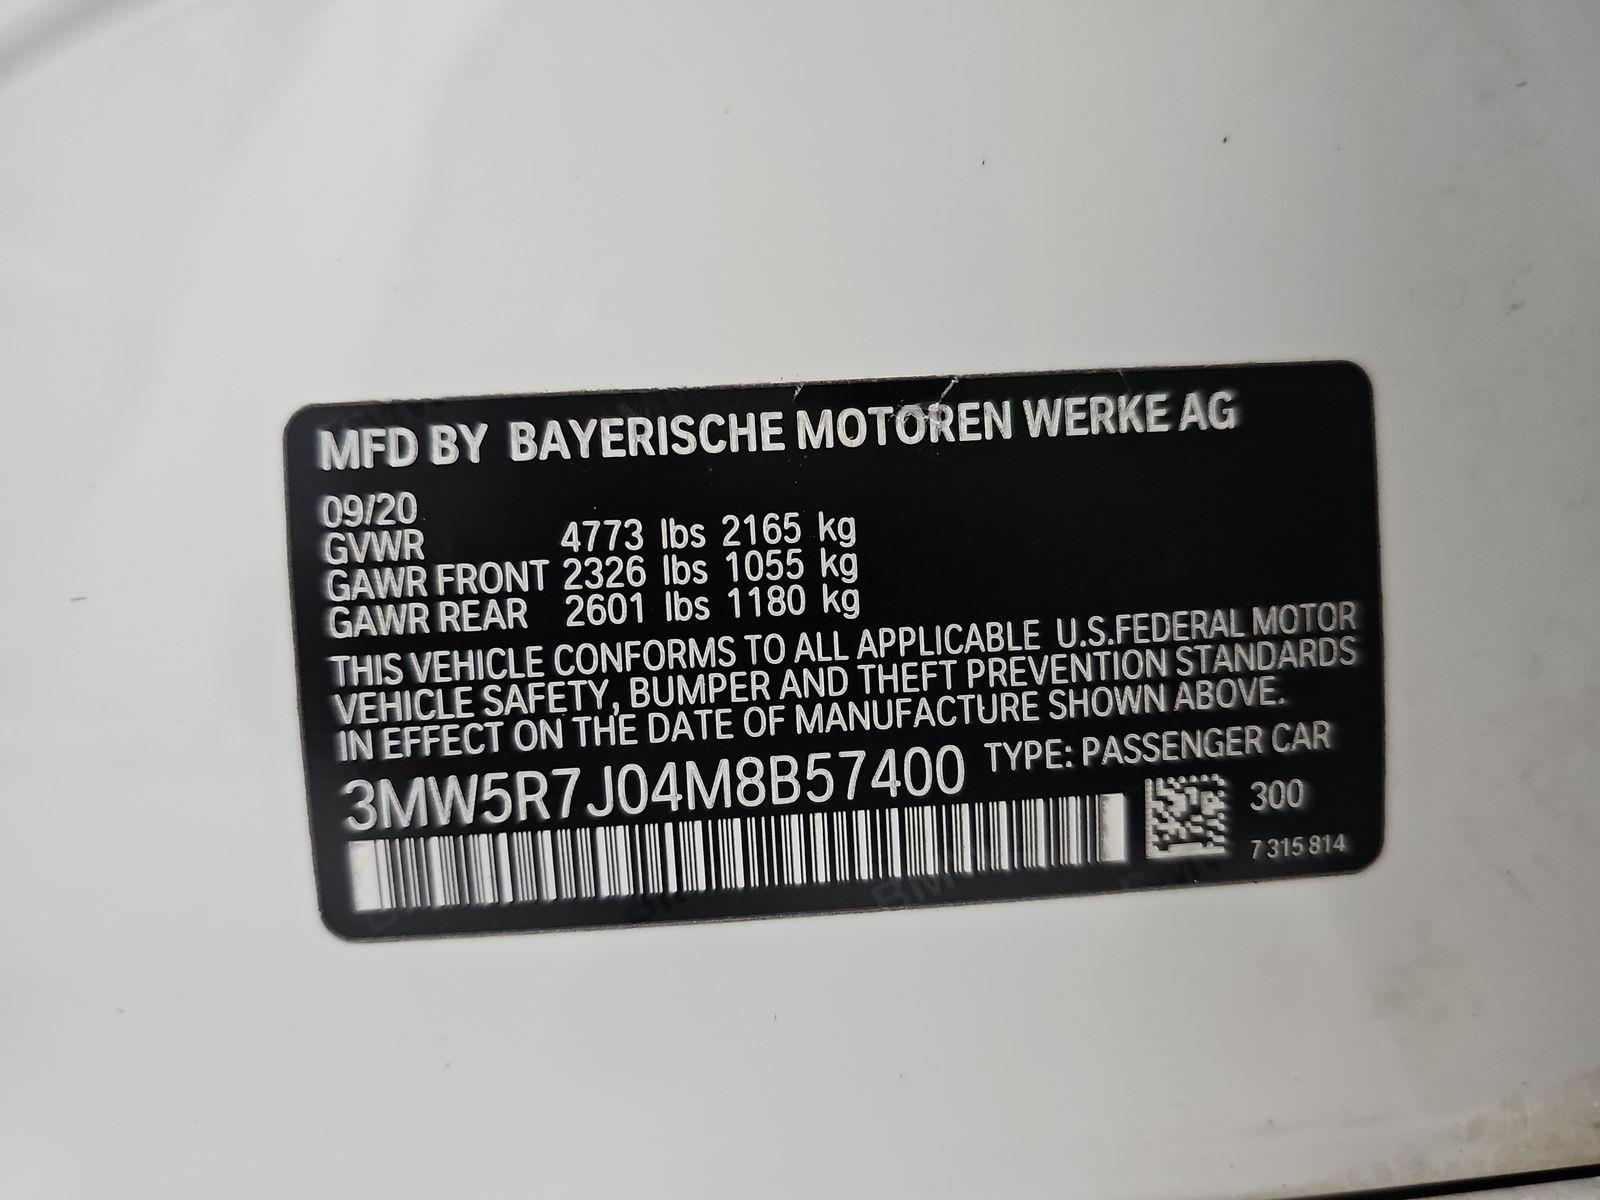 MFD BY BAYERISCHE MOTOREN WERKE AG
09/20
GVWR 4773 lbs 2165 kg
GAWR FRONT 2326 lbs 1055 kg
GAWR REAR 2601 lbs 1180 kg
THIS VEHICLE CONFORMS TO ALL APPLICABLE U.S.FEDERAL MOTOR
VEHICLE SAFETY, BUMPER AND THEFT PREVENTION STANDARDS
IN EFFECT ON THE DATE OF MANUFACTURE SHOWN ABOVE.
3MW5R7J04M8B57400 TYPE: PASSENGER CAR
300
7 315 814